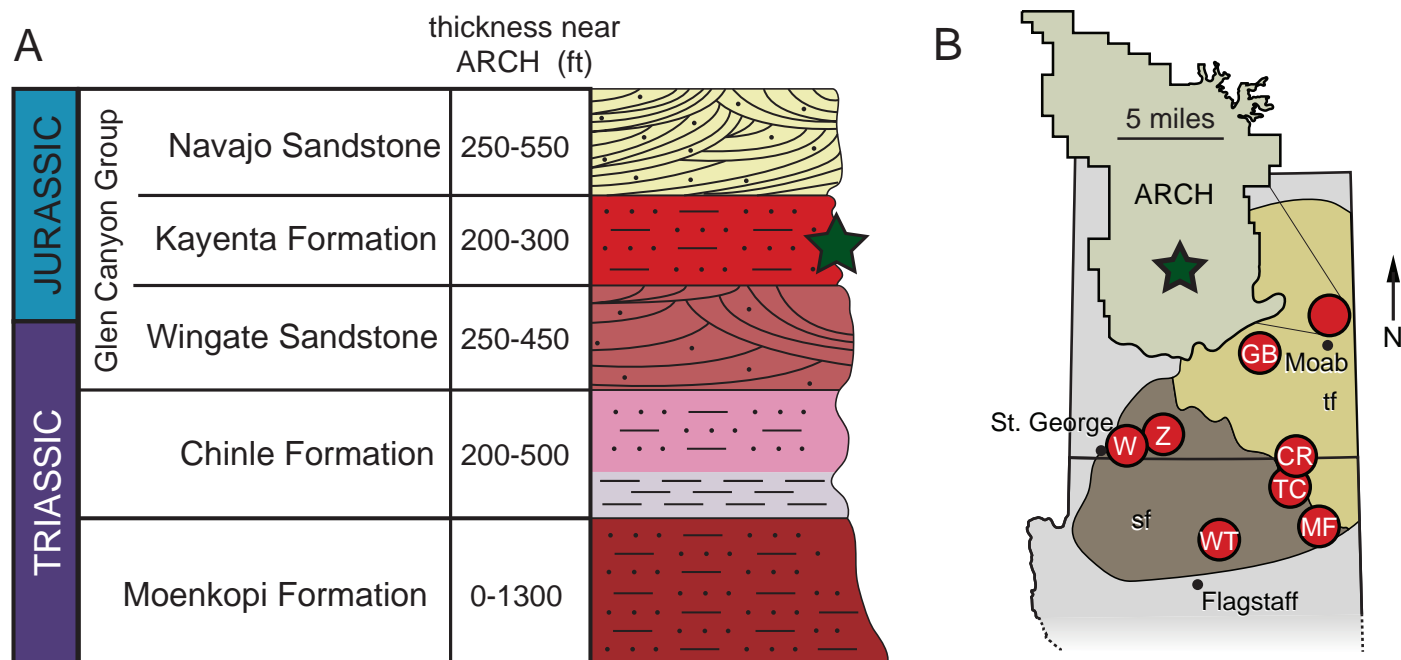 A
thickness near
ARCH (ft)
JURASSIC
TRIASSIC
Glen Canyon Group
Navajo Sandstone 250-550
Kayenta Formation 200-300
Wingate Sandstone 250-450
Chinle Formation 200-500
Moenkopi Formation 0-1300
B
5 miles
ARCH
N
GB
Moab
tf
St. George
W
Z
CR
TC
sf
WT
MF
Flagstaff